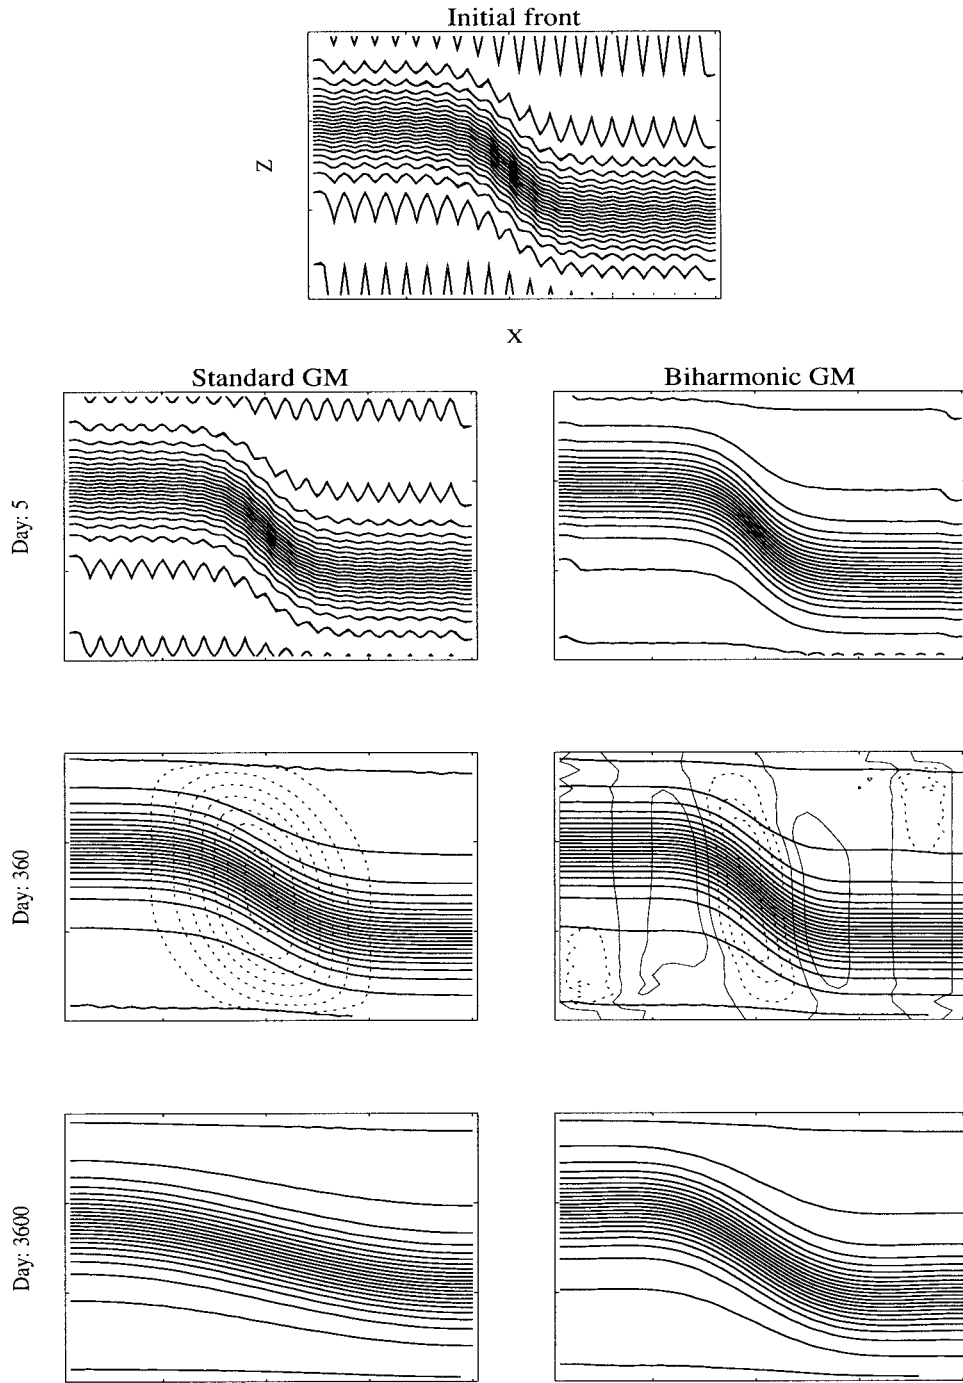 Initial front
Z
X
Standard GM
Biharmonic GM
Day: 5
Day: 360
Day: 3600